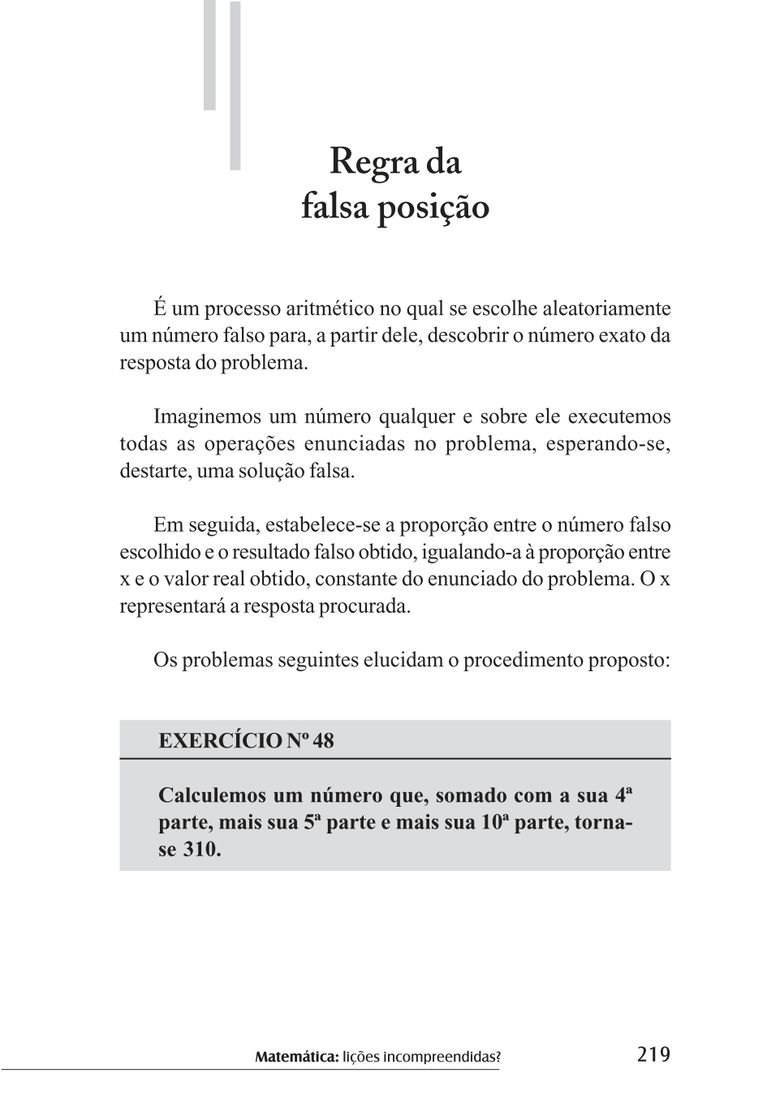 Regra da
falsa posição
É um processo aritmético no qual se escolhe aleatoriamente
um número falso para, a partir dele, descobrir o número exato da
resposta do problema.
Imaginemos um número qualquer e sobre ele executemos
todas as operações enunciadas no problema, esperando-se,
destarte, uma solução falsa.
Em seguida, estabelece-se a proporção entre o número falso
escolhido e o resultado falso obtido, igualando-a à proporção entre
x e o valor real obtido, constante do enunciado do problema. O x
representará a resposta procurada.
Os problemas seguintes elucidam o procedimento proposto:
EXERCÍCIO Nº 48
Calculemos um número que, somado com a sua 4ª
parte, mais sua 5ª parte e mais sua 10ª parte, torna-
se 310.
Matemática: lições incompreendidas? 219